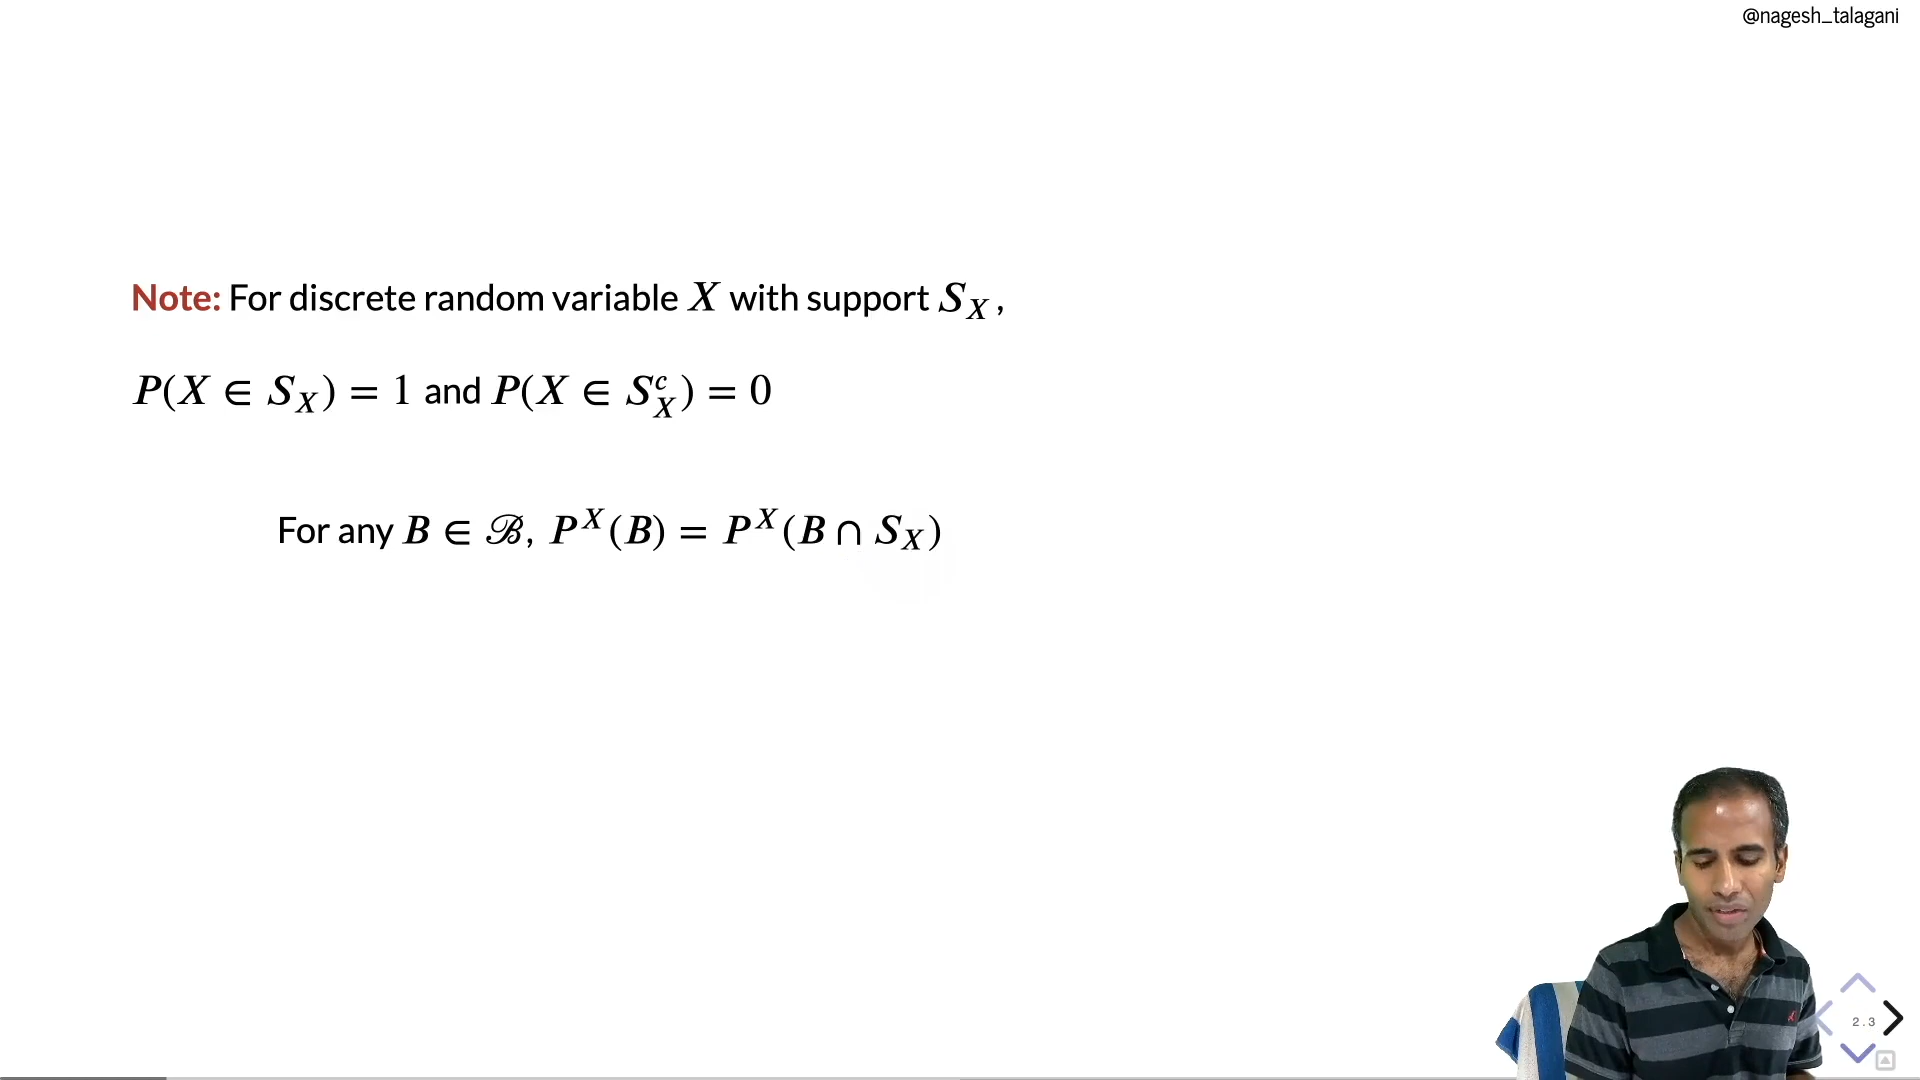 @nagesh_talagani
Note: For discrete random variable X with support S_X ,
P(X ∈ S_X) = 1 and P(X ∈ S_X^c) = 0
For any B ∈ ℬ, P^X(B) = P^X(B ∩ S_X)
2.3